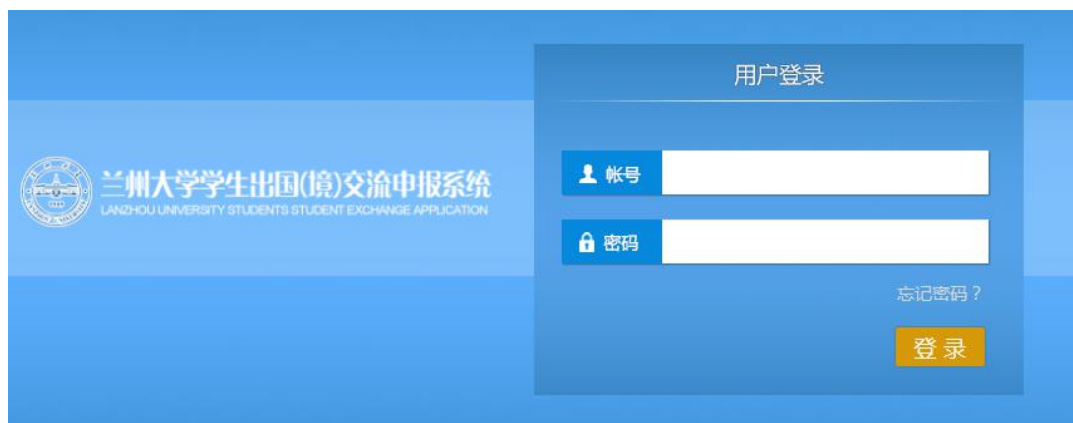 兰州大学学生出国(境)交流申报系统
LANZHOU UNIVERSITY STUDENTS STUDENT EXCHANGE APPLICATION
用户登录
帐号
密码
忘记密码？
登录